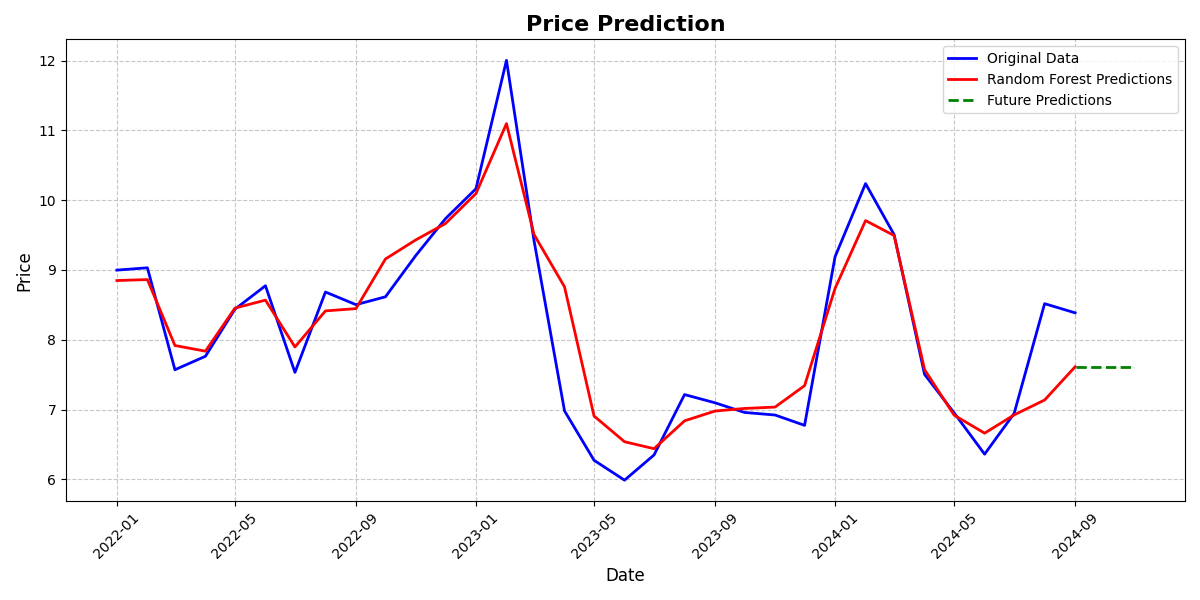 Price Prediction
Original Data
Random Forest Predictions
Future Predictions
Price
12
11
10
9
8
7
6
2022-01
2022-05
2022-09
2023-01
2023-05
2023-09
2024-01
2024-05
2024-09
Date